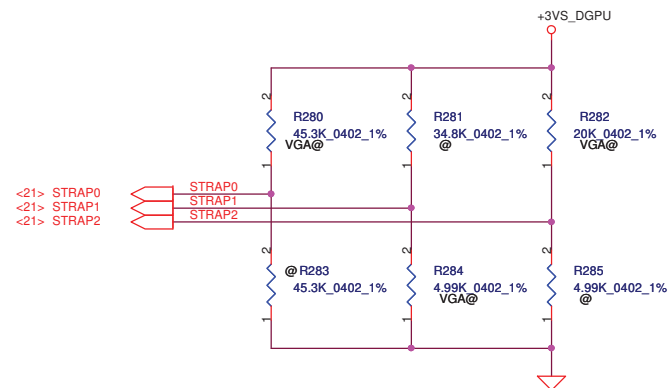 +3VS_DGPU
2
2
2
R280
45.3K_0402_1%
VGA@
R281
34.8K_0402_1%
@
R282
20K_0402_1%
VGA@
1
1
1
<21> STRAP0 STRAP0
<21> STRAP1 STRAP1
<21> STRAP2 STRAP2
2
2
2
@ R283
45.3K_0402_1%
R284
4.99K_0402_1%
VGA@
R285
4.99K_0402_1%
@
1
1
1